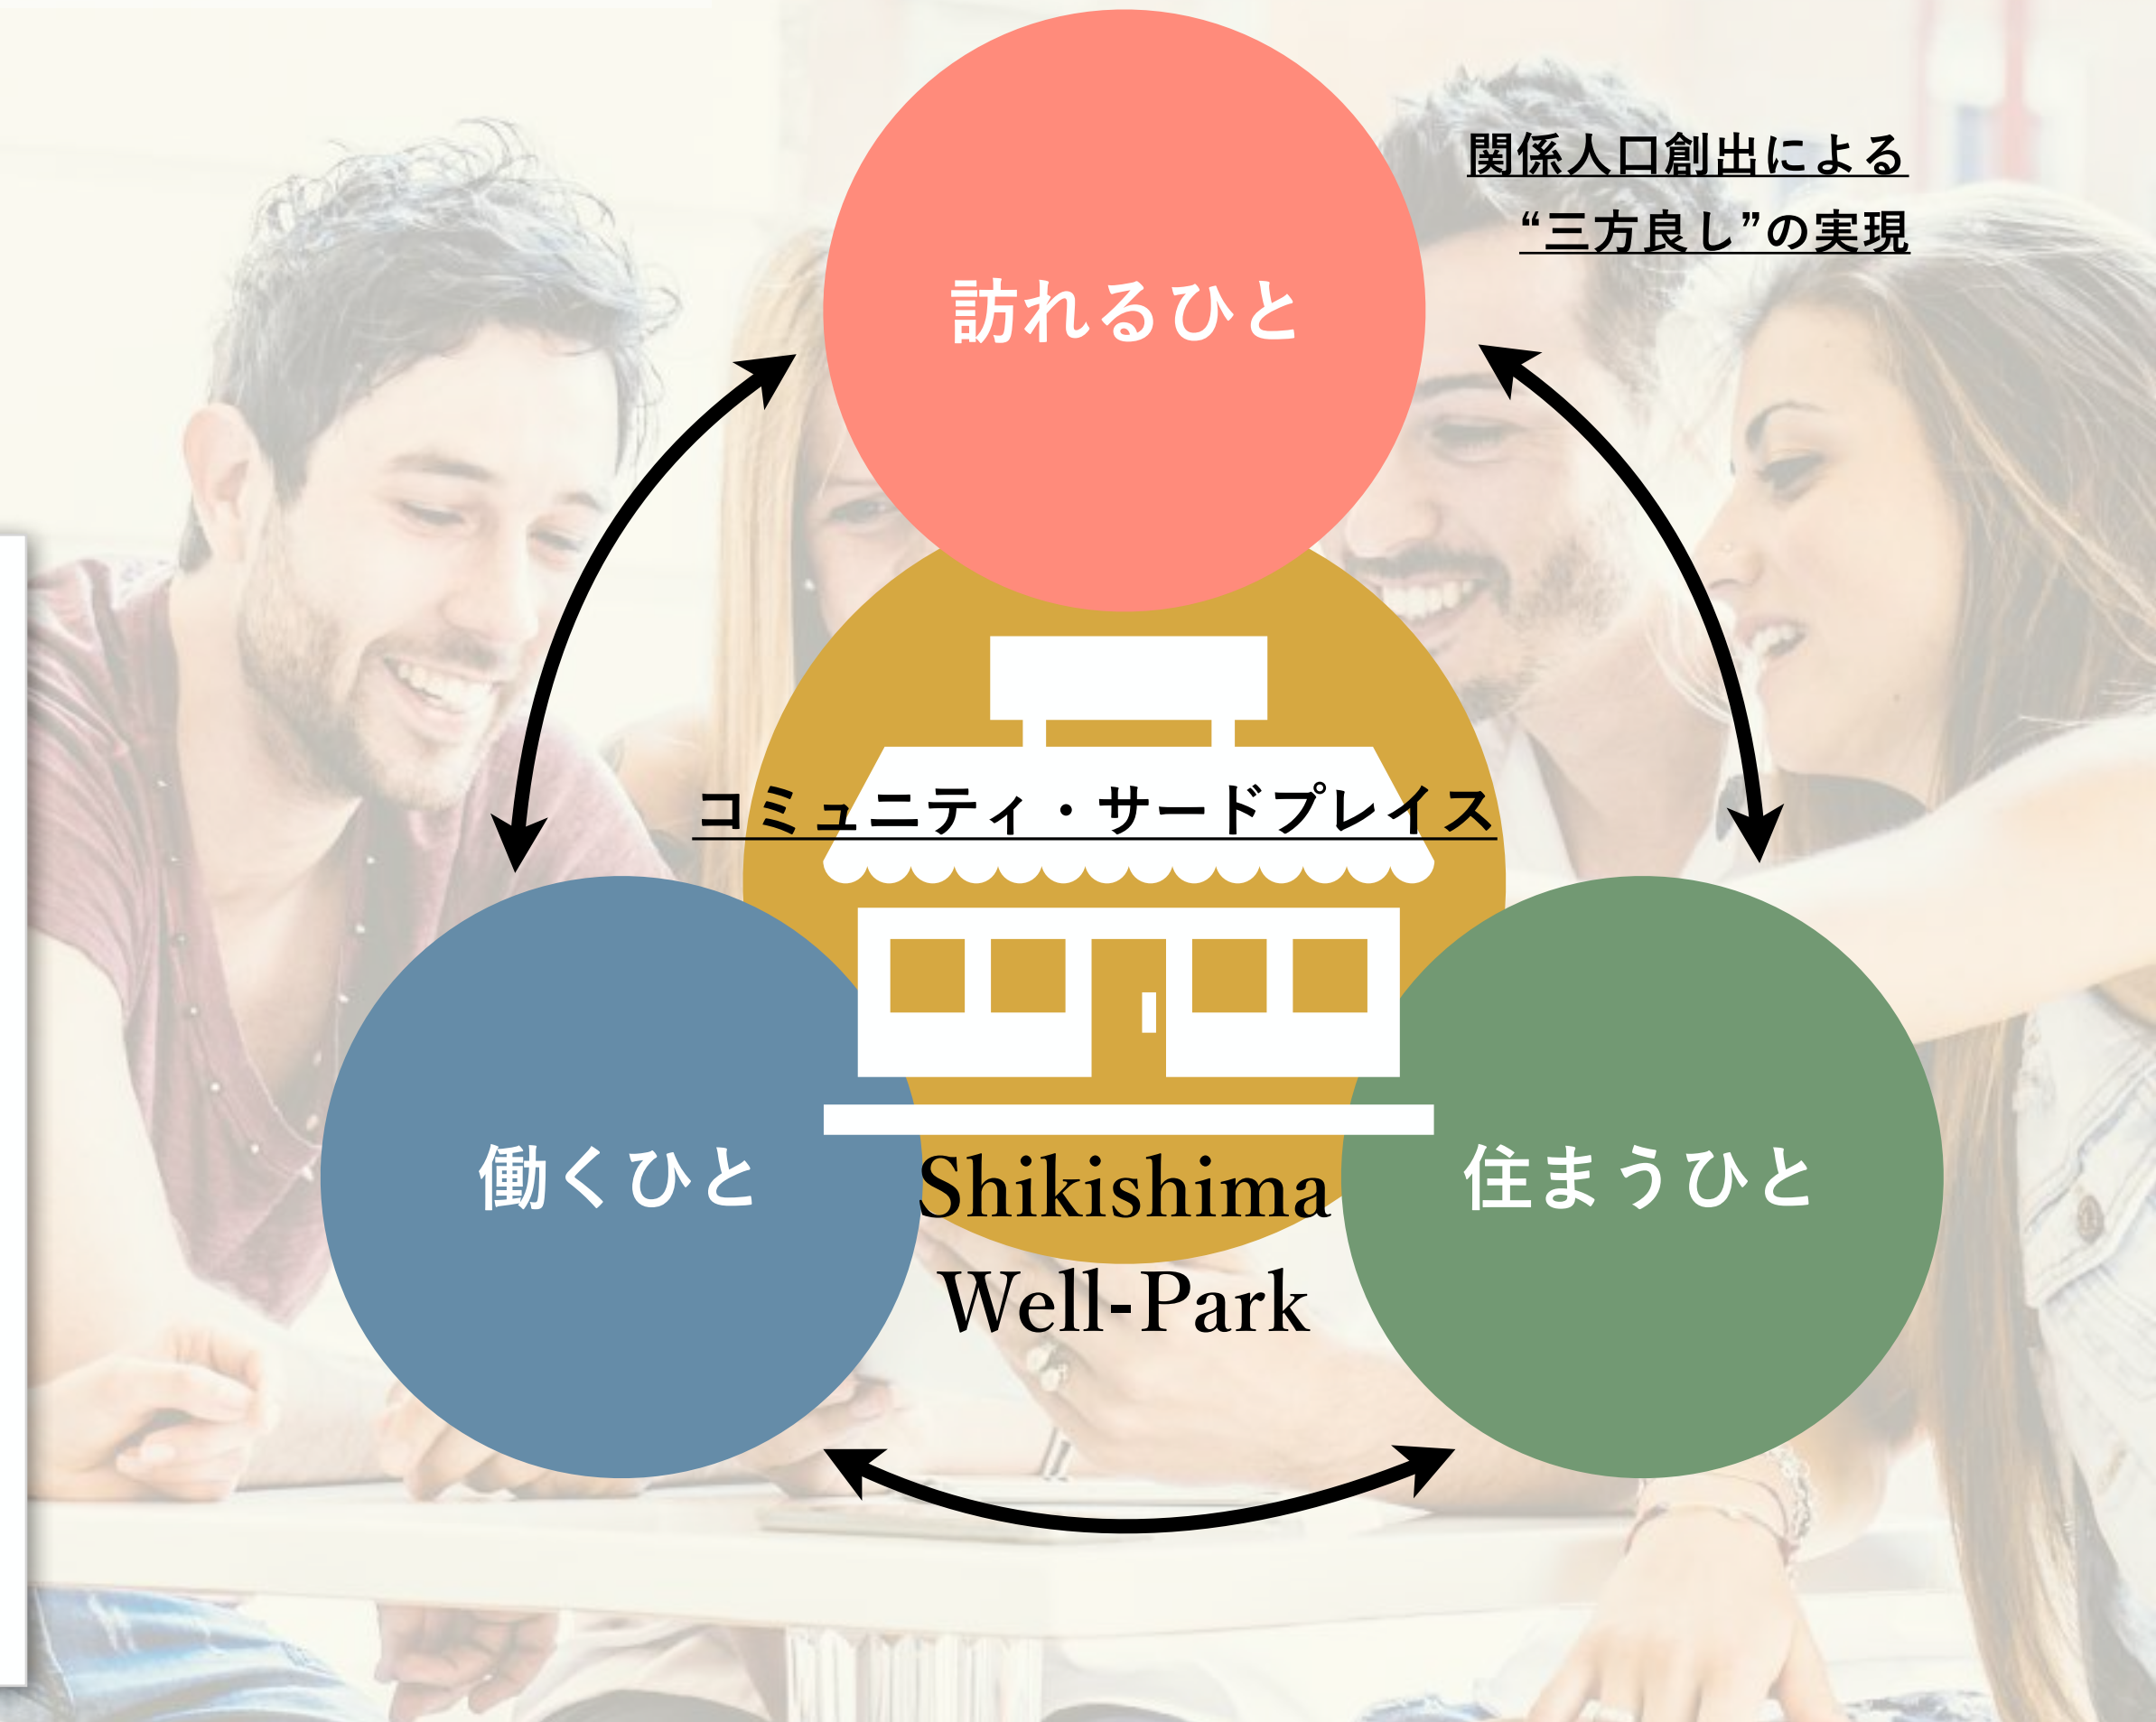 関係人口創出による
“三方良し”の実現
訪れるひと
コミュニティ・サードプレイス
働くひと
住まうひと
Shikishima
Well-Park